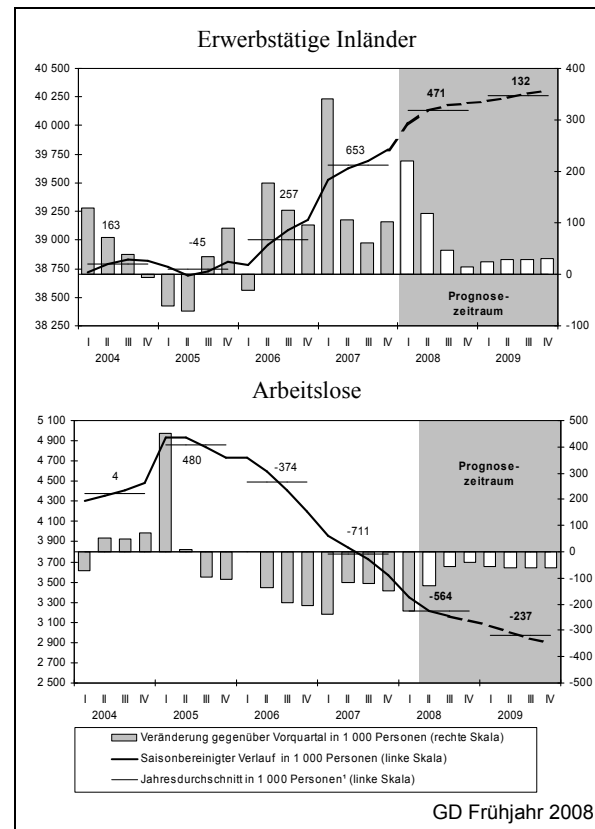 Erwerbstätige Inländer
40 500 400
40 250
40 000 300
39 750
39 500 200
39 250
39 000 100
38 750 0
38 500
38 250 -100
163
-45
257
653
471
132
Prognose-
zeitraum
I II III IV I II III IV I II III IV I II III IV I II III IV I II III IV
2004 2005 2006 2007 2008 2009
Arbeitslose
5 100 500
4 900 400
4 700 300
4 500 200
4 300 100
4 100
3 900 0
3 700
3 500 -100
3 300 -200
3 100 -300
2 900 -400
2 700
2 500 -500
4
480
-374
-711
-564
-237
Prognose-
zeitraum
I II III IV I II III IV I II III IV I II III IV I II III IV I II III IV
2004 2005 2006 2007 2008 2009
Veränderung gegenüber Vorquartal in 1 000 Personen (rechte Skala)
Saisonbereinigter Verlauf in 1 000 Personen (linke Skala)
Jahresdurchschnitt in 1 000 Personen¹ (linke Skala)
GD Frühjahr 2008